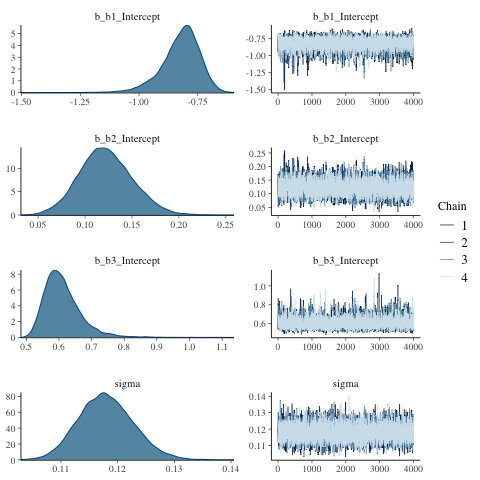 b_b1_Intercept
5
4
3
2
1
0
-1.50 -1.25 -1.00 -0.75
b_b1_Intercept
-0.75
-1.00
-1.25
-1.50
0 1000 2000 3000 4000
b_b2_Intercept
10
5
0
0.05 0.10 0.15 0.20 0.25
b_b2_Intercept
0.25
0.20
0.15
0.10
0.05
0 1000 2000 3000 4000
b_b3_Intercept
8
6
4
2
0
0.5 0.6 0.7 0.8 0.9 1.0 1.1
b_b3_Intercept
1.0
0.8
0.6
0 1000 2000 3000 4000
sigma
80
60
40
20
0
0.11 0.12 0.13 0.14
sigma
0.14
0.13
0.12
0.11
0 1000 2000 3000 4000
Chain
1
2
3
4